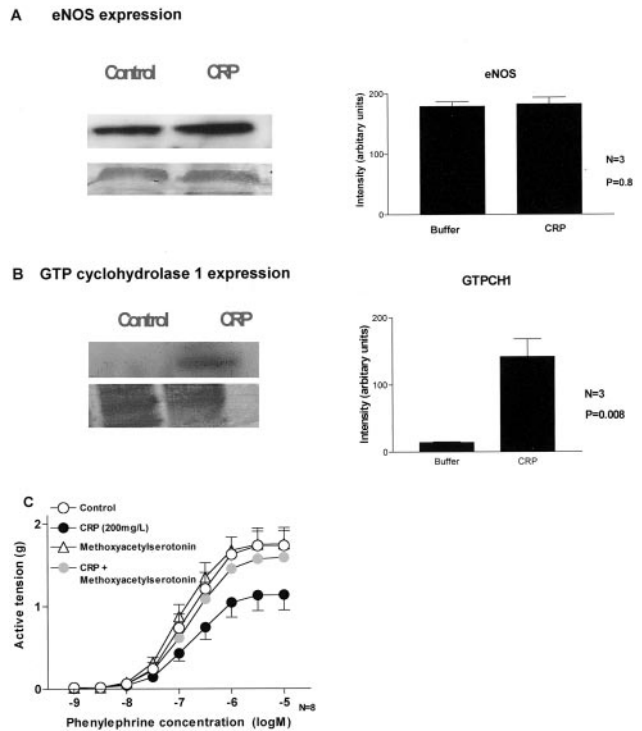 A eNOS expression
Control CRP
eNOS
Intensity (arbitary units)
200
100
0
Buffer CRP
N=3
P=0.8
B GTP cyclohydrolase 1 expression
Control CRP
GTPCH1
Intensity (arbitary units)
200
100
0
Buffer CRP
N=3
P=0.008
C
Control
CRP (200mg/L)
Methoxyacetylserotonin
CRP +
Methoxyacetylserotonin
Active tension (g)
2
1
0
-9 -8 -7 -6 -5
N=8
Phenylephrine concentration (logM)